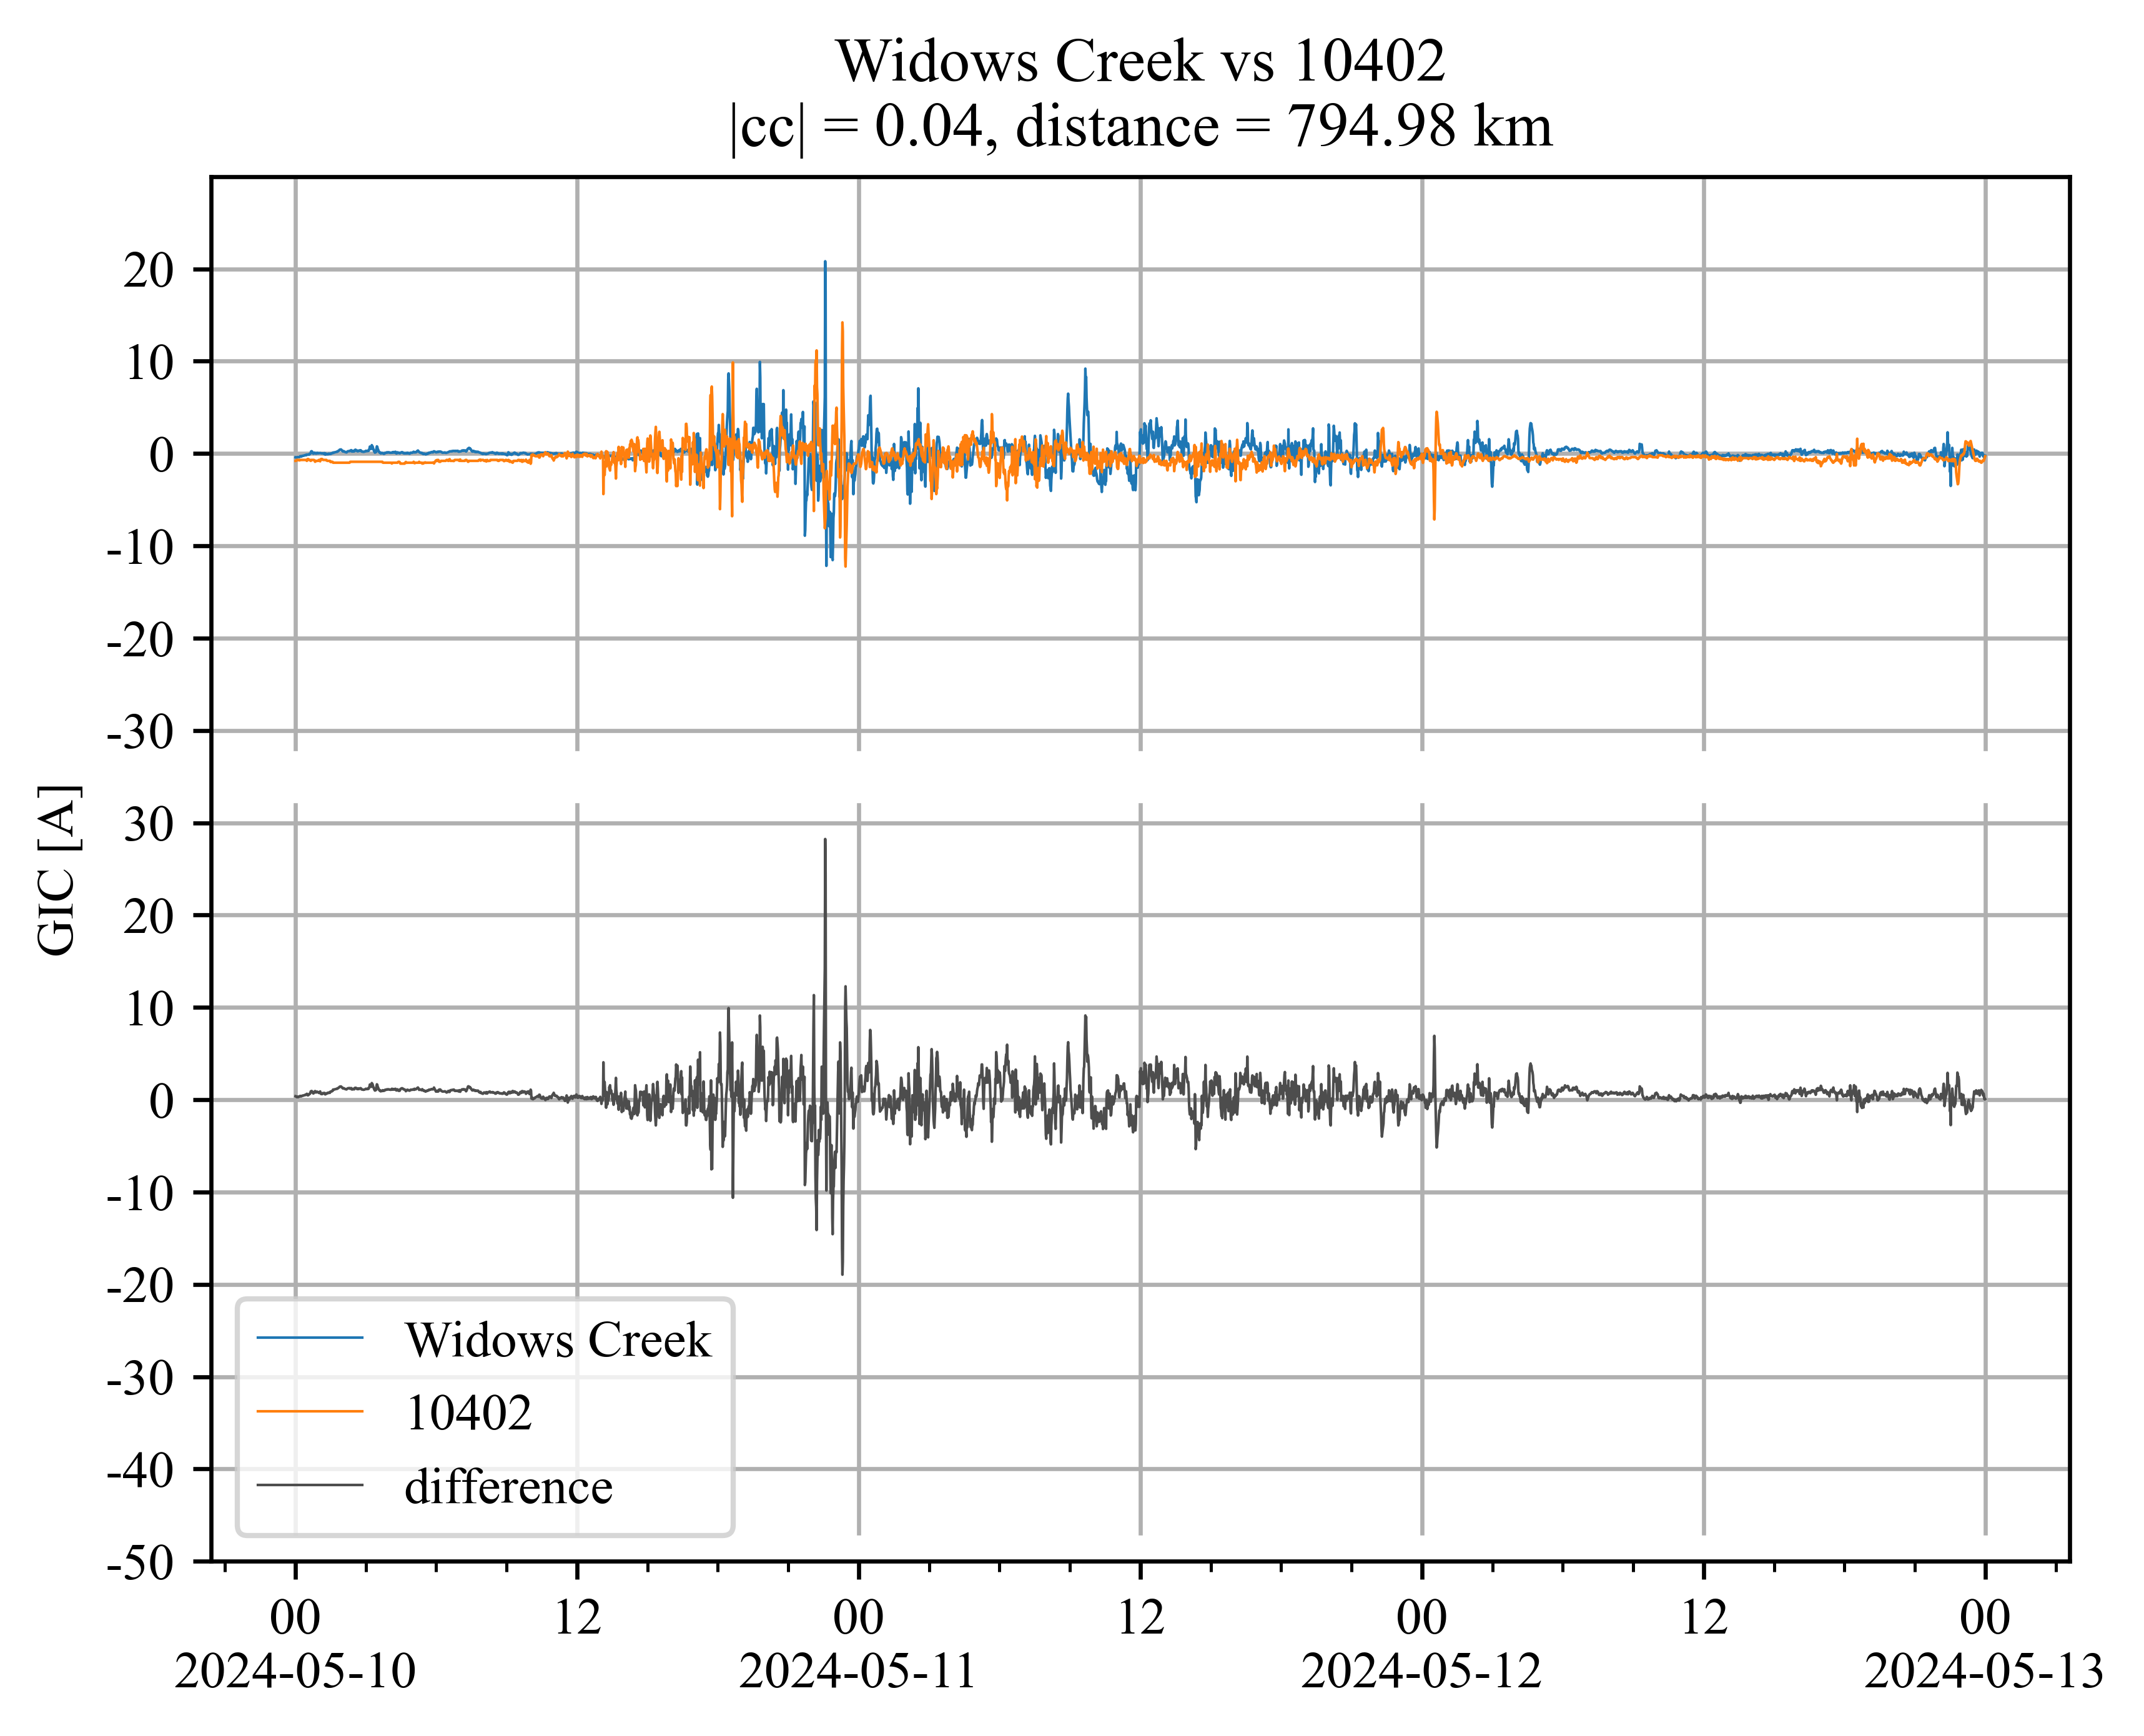 Widows Creek vs 10402
|cc| = 0.04, distance = 794.98 km
20
10
0
-10
-20
-30
30
20
10
0
-10
-20
-30
-40
-50
GIC [A]
Widows Creek
10402
difference
00 12 00 12 00 12 00
2024-05-10 2024-05-11 2024-05-12 2024-05-13